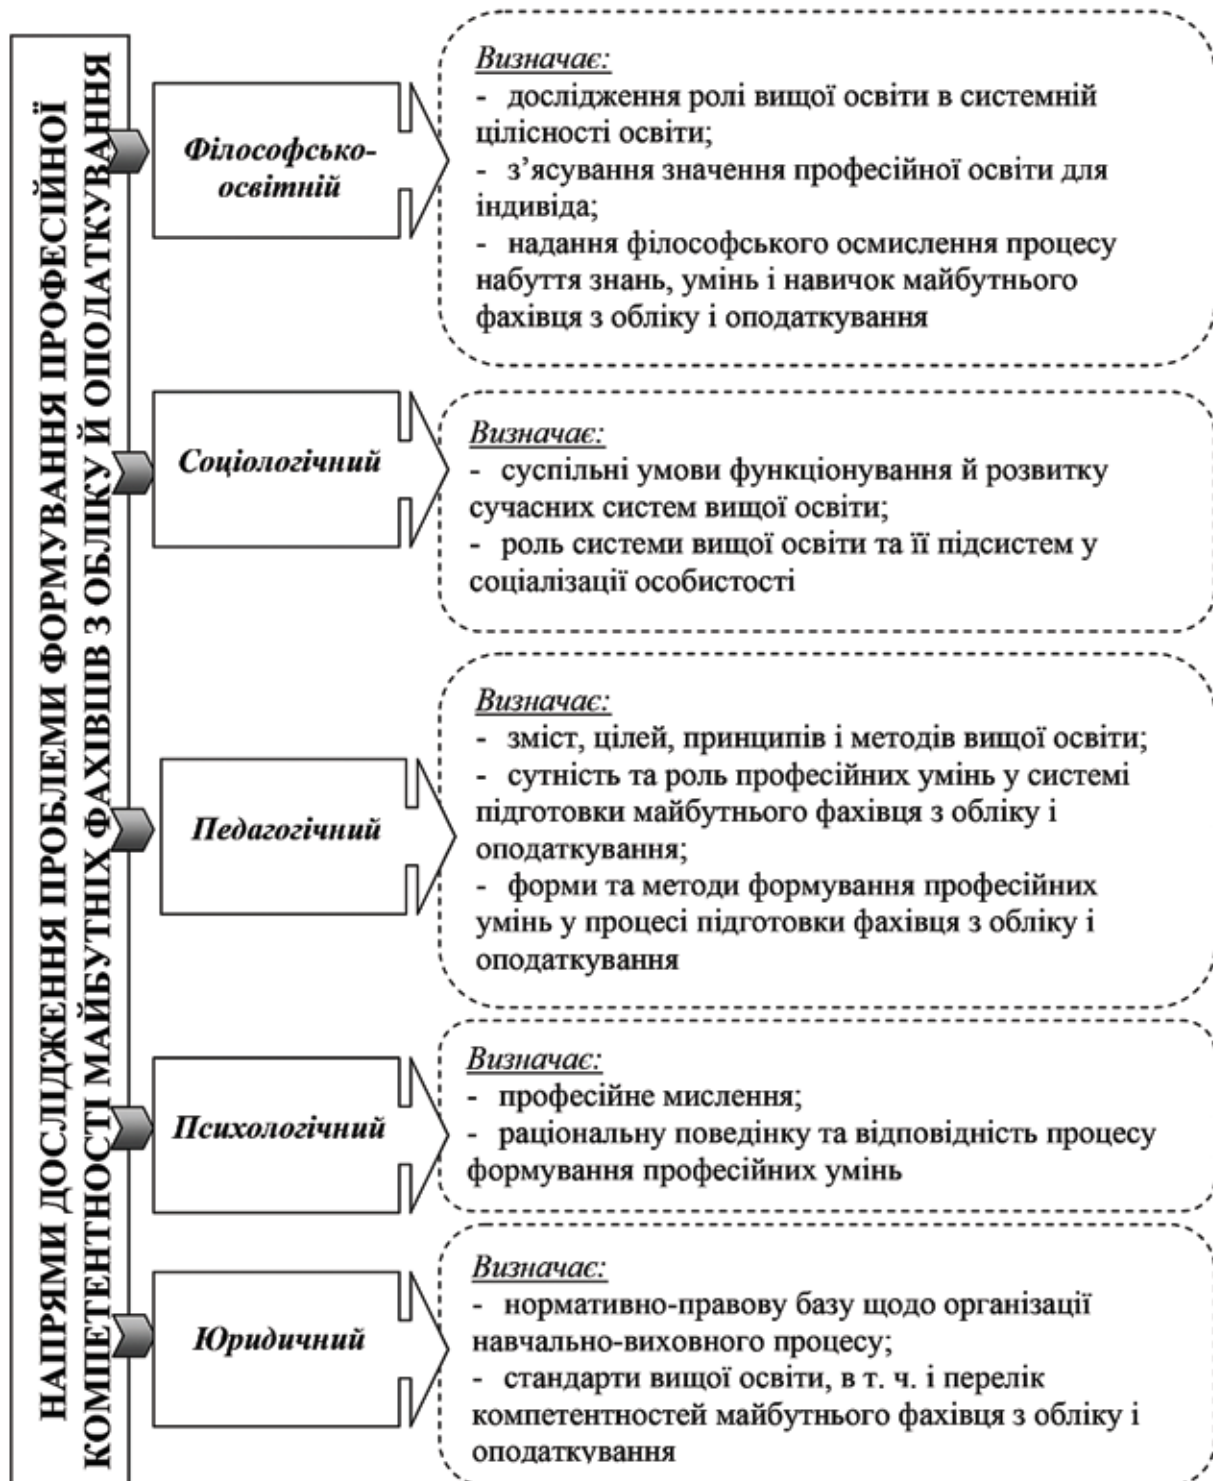 НАПРЯМИ ДОСЛІДЖЕННЯ ПРОБЛЕМИ ФОРМУВАННЯ ПРОФЕСІЙНОЇ
КОМПЕТЕНТНОСТІ МАЙБУТНІХ ФАХІВЦІВ З ОБЛІКУ Й ОПОДАТКУВАННЯ
Філософсько-
освітній
Визначає:
- дослідження ролі вищої освіти в системній
цілісності освіти;
- з’ясування значення професійної освіти для
індивіда;
- надання філософського осмислення процесу
набуття знань, умінь і навичок майбутнього
фахівця з обліку і оподаткування
Соціологічний
Визначає:
- суспільні умови функціонування й розвитку
сучасних систем вищої освіти;
- роль системи вищої освіти та її підсистем у
соціалізації особистості
Педагогічний
Визначає:
- зміст, цілей, принципів і методів вищої освіти;
- сутність та роль професійних умінь у системі
підготовки майбутнього фахівця з обліку і
оподаткування;
- форми та методи формування професійних
умінь у процесі підготовки фахівця з обліку і
оподаткування
Психологічний
Визначає:
- професійне мислення;
- раціональну поведінку та відповідність процесу
формування професійних умінь
Юридичний
Визначає:
- нормативно-правову базу щодо організації
навчально-виховного процесу;
- стандарти вищої освіти, в т. ч. і перелік
компетентностей майбутнього фахівця з обліку і
оподаткування